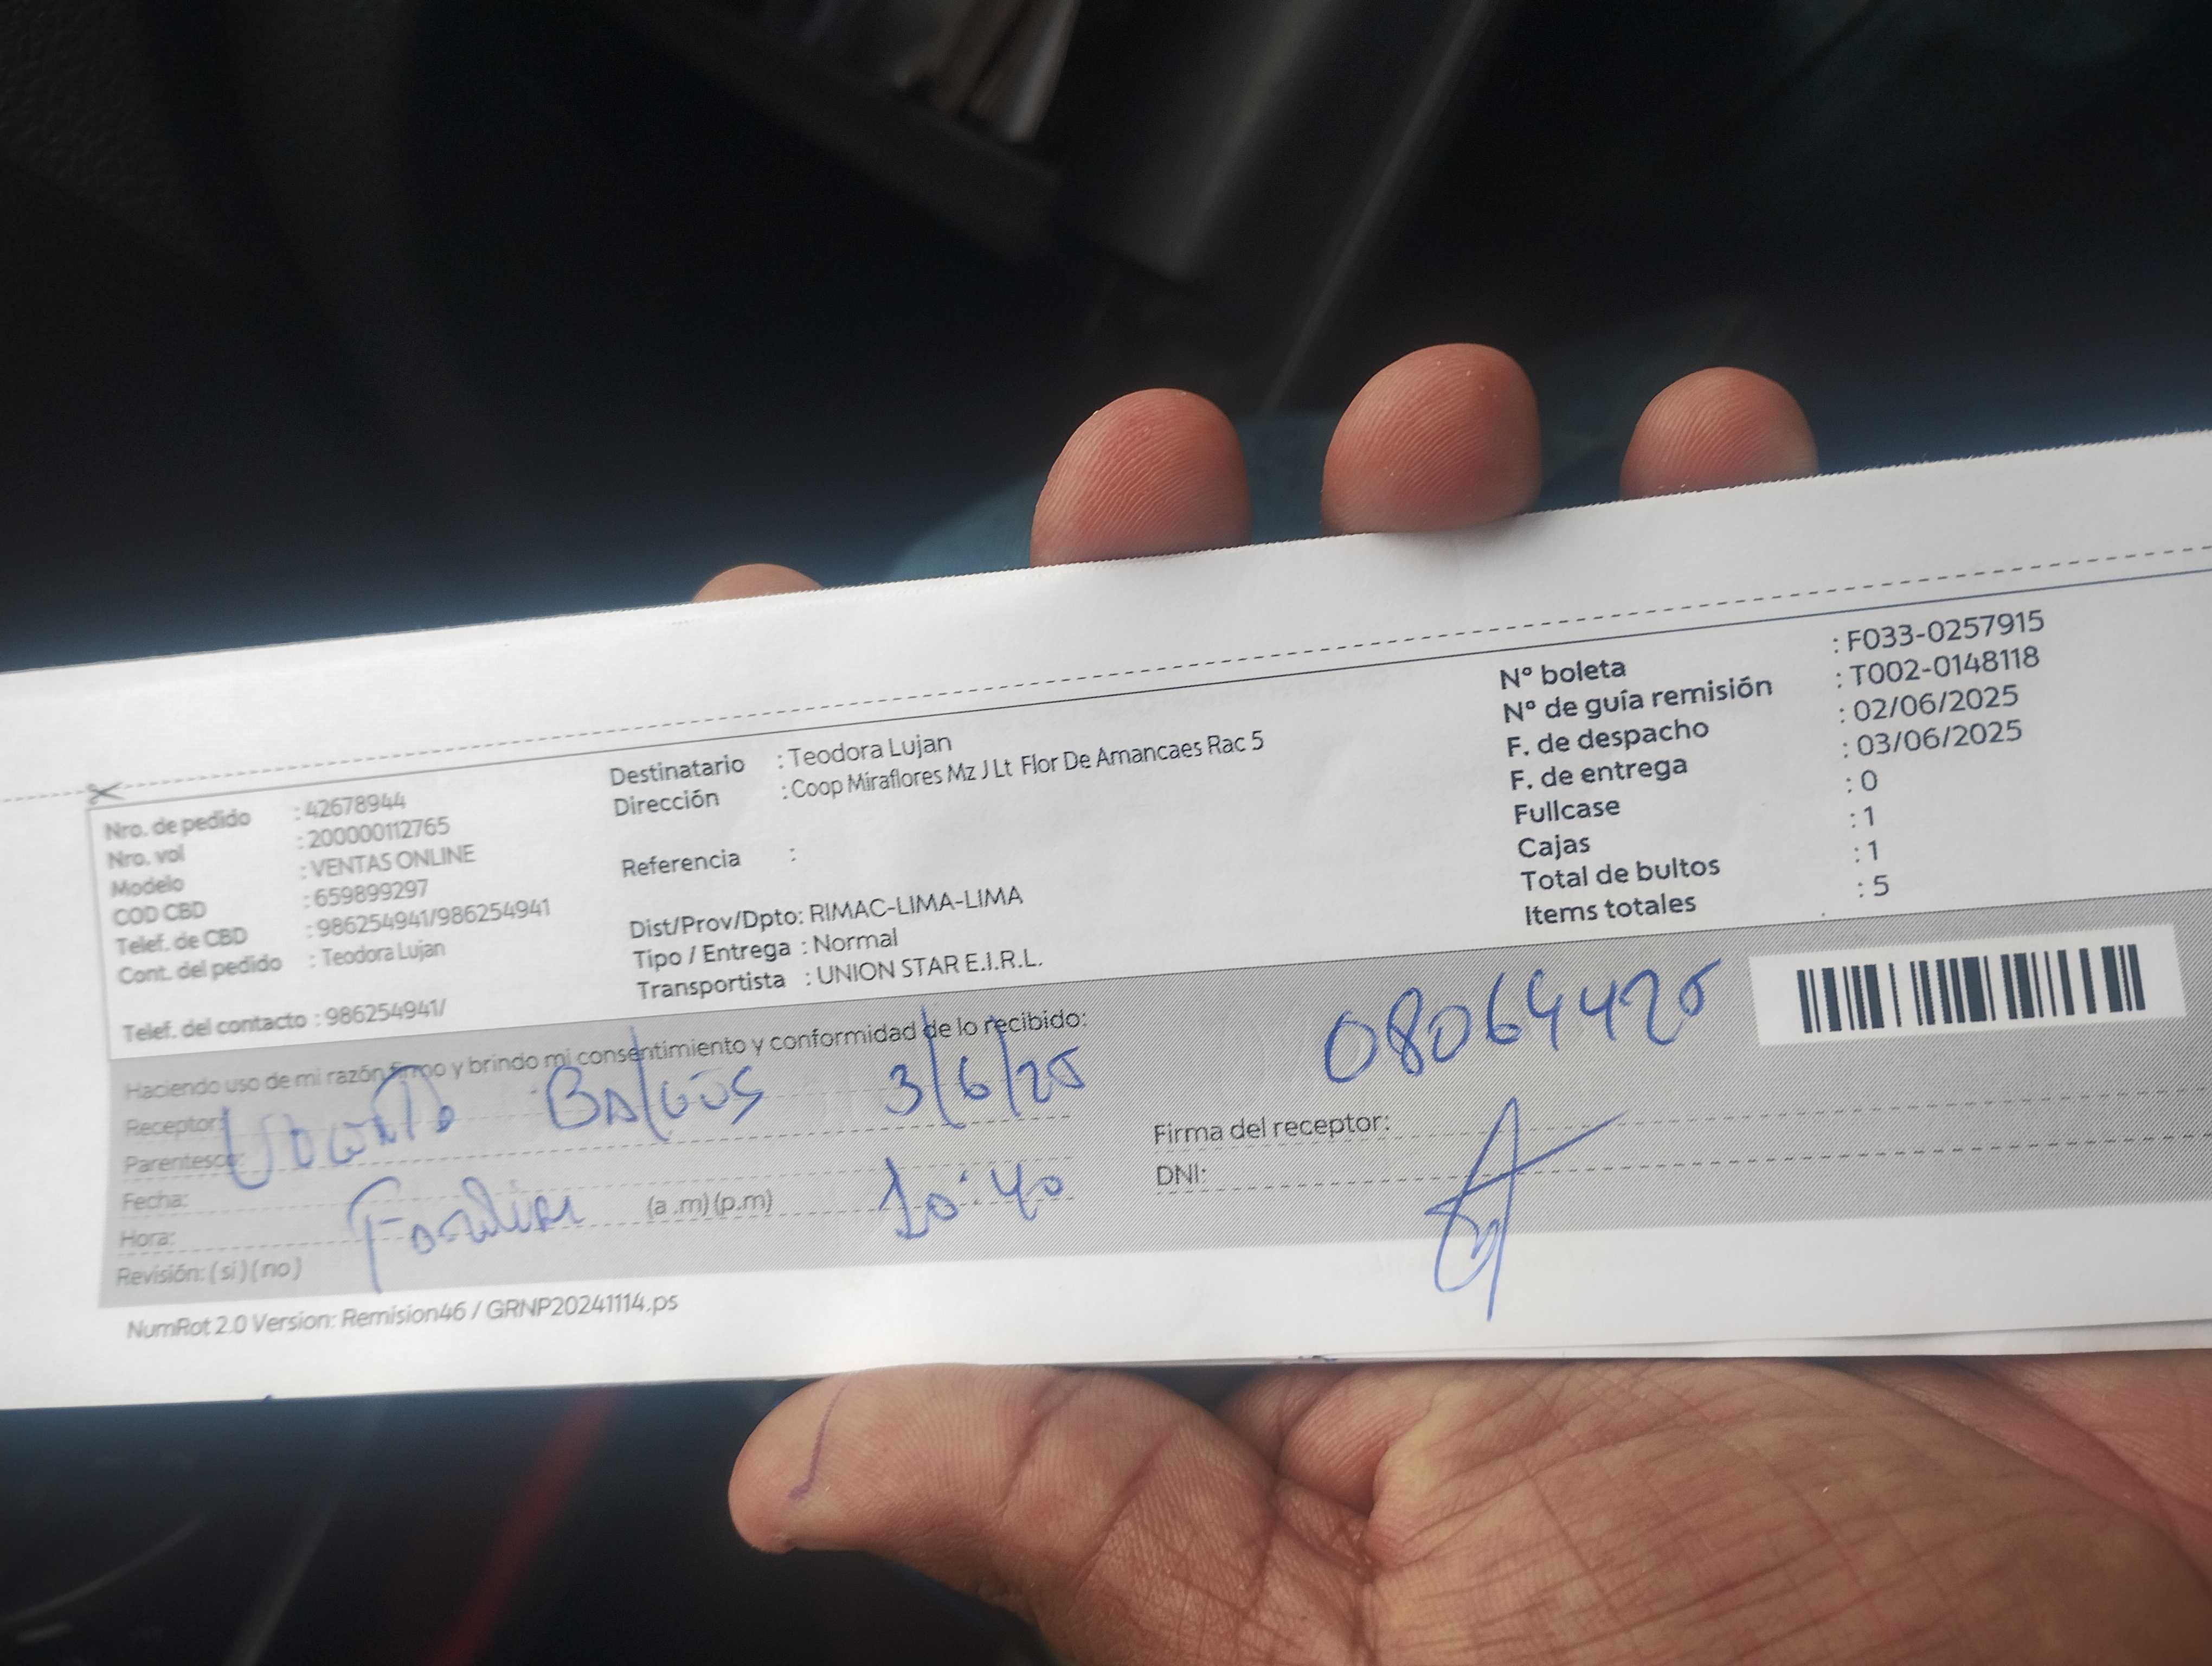 Nro. de pedido : 42678944
Nro. vol : 200000112765
Modelo : VENTAS ONLINE
COD CBD : 659899297
Telef. de CBD : 986254941/986254941
Cont. del pedido : Teodora Lujan
Telef. del contacto : 986254941/
Destinatario : Teodora Lujan
Dirección : Coop Miraflores Mz J Lt Flor De Amancaes Rac 5
Referencia :
Dist/Prov/Dpto: RIMAC-LIMA-LIMA
Tipo / Entrega : Normal
Transportista : UNION STAR E.I.R.L.
Nº boleta : F033-0257915
Nº de guía remisión : T002-0148118
F. de despacho : 02/06/2025
F. de entrega : 03/06/2025
Fullcase : 0
Cajas : 1
Total de bultos : 1
Items totales : 5
Haciendo uso de mi razón firmo y brindo mi consentimiento y conformidad de lo recibido:
Receptor: 3/6/25
Parentesco:
Fecha:
Hora: Familiar (a .m) (p.m) 10:40
Revisión: ( si ) ( no )
08064425
Firma del receptor:
DNI:
NumRot 2.0 Version: Remision46 / GRNP20241114.ps